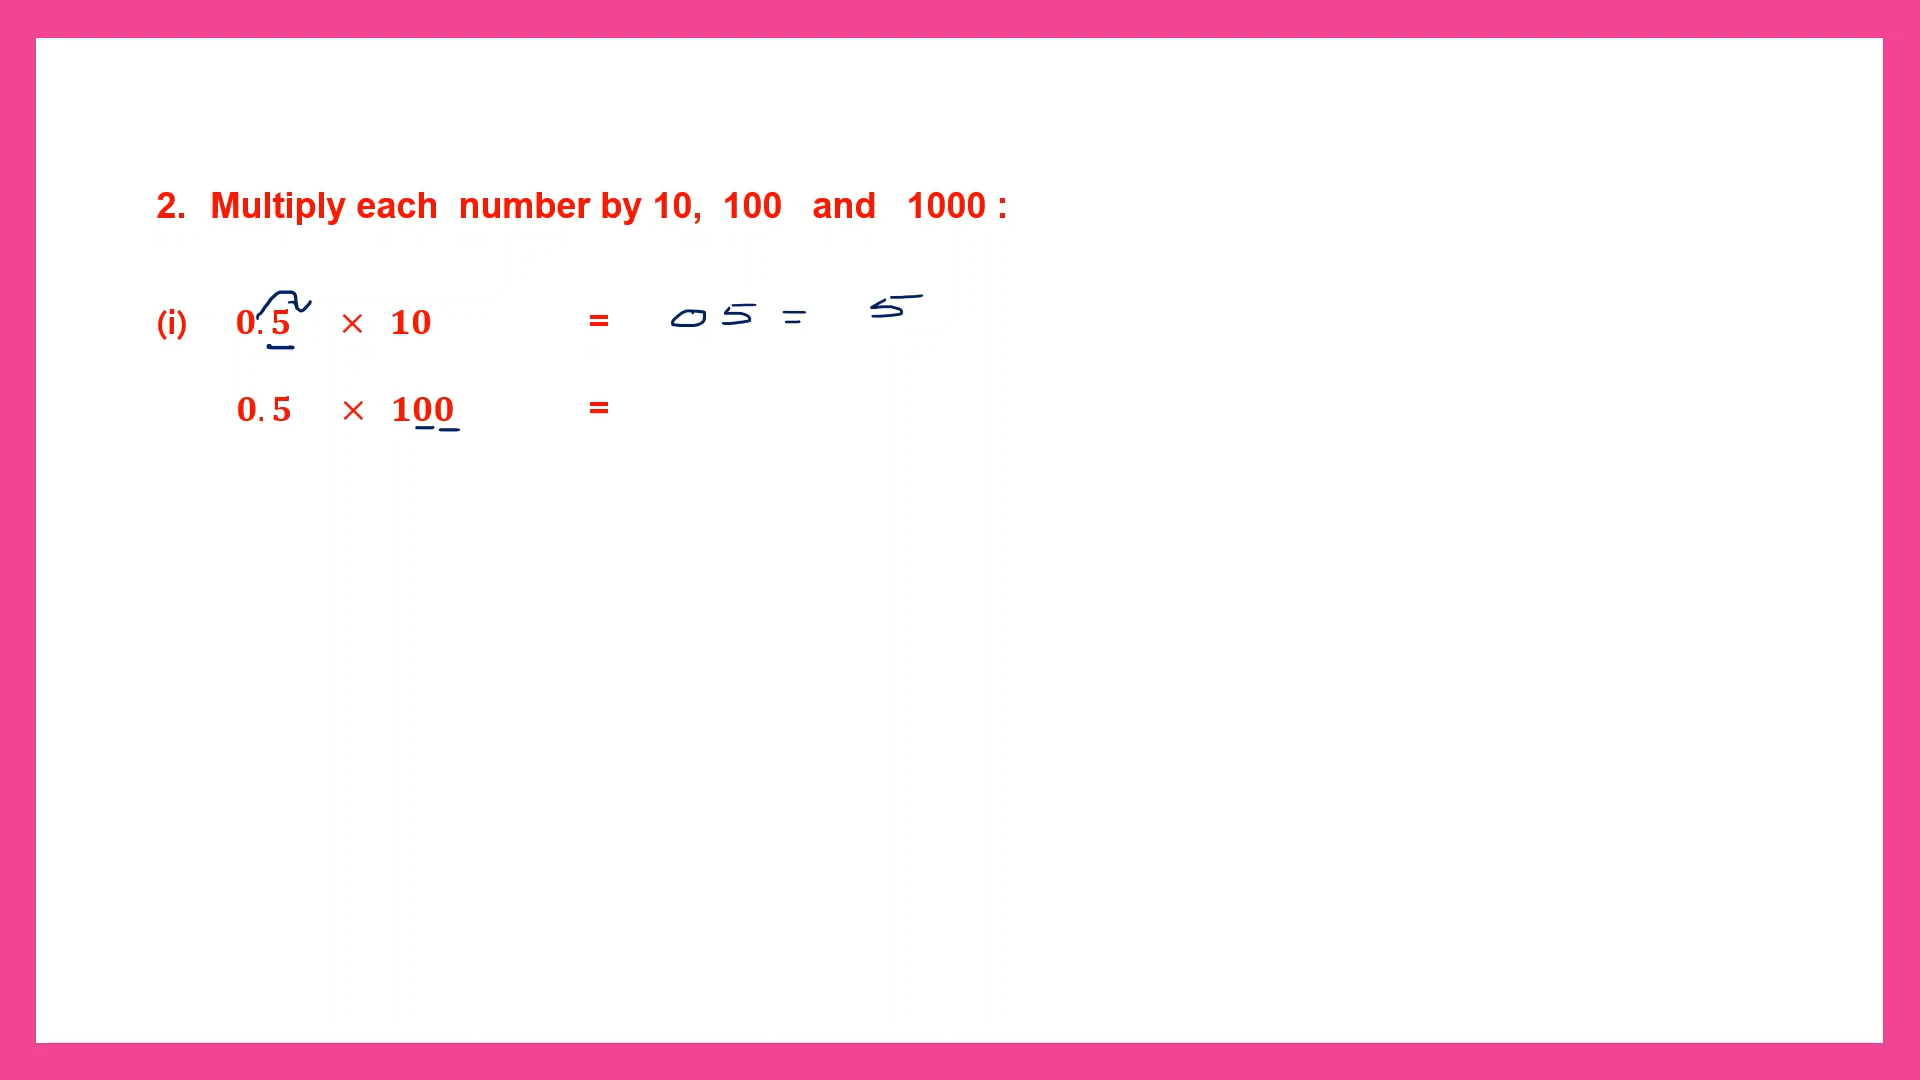 2. Multiply each number by 10, 100 and 1000 :
(i) 0.5 × 10 = 05 = 5
0.5 × 100 =